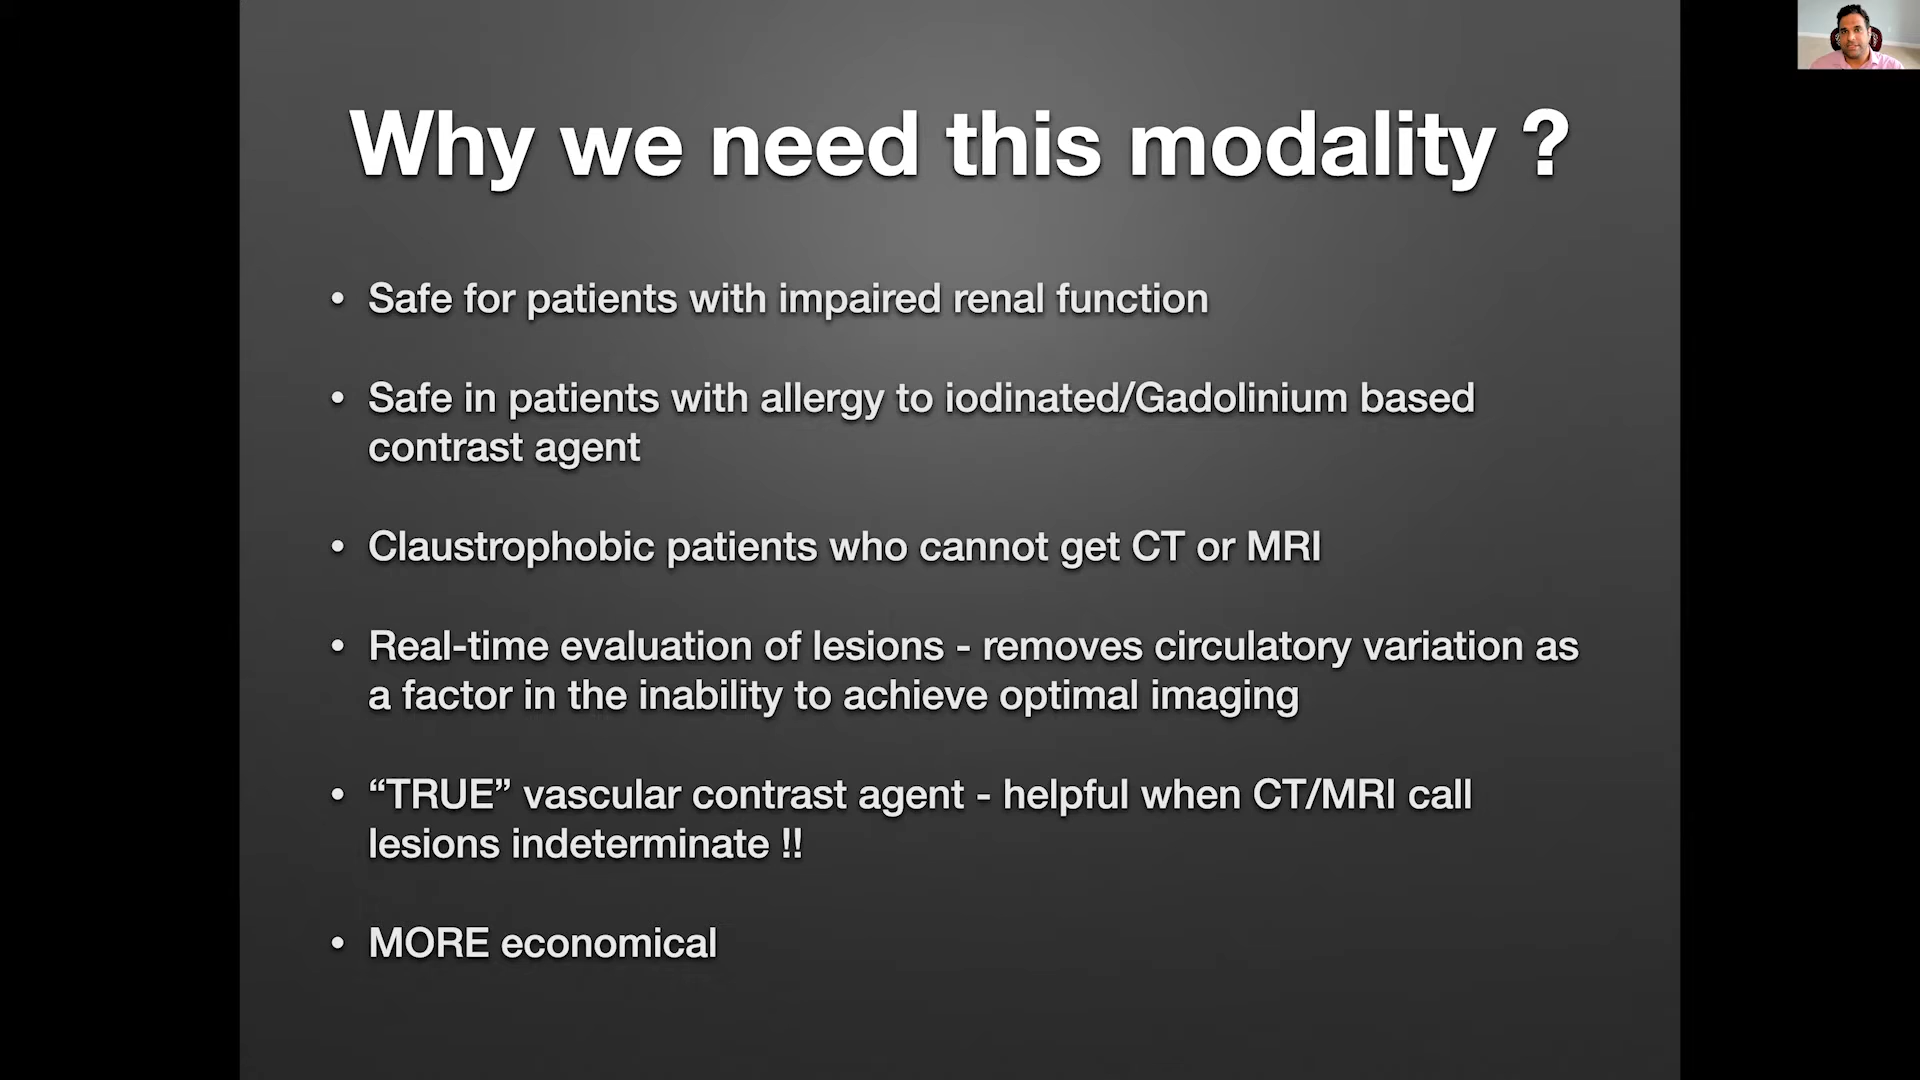 Why we need this modality ?
• Safe for patients with impaired renal function
• Safe in patients with allergy to iodinated/Gadolinium based
contrast agent
• Claustrophobic patients who cannot get CT or MRI
• Real-time evaluation of lesions - removes circulatory variation as
a factor in the inability to achieve optimal imaging
• “TRUE” vascular contrast agent - helpful when CT/MRI call
lesions indeterminate !!
• MORE economical